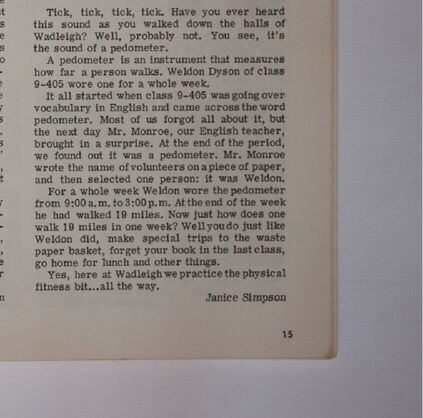 Tick, tick, tick, tick. Have you ever heard
this sound as you walked down the halls of
Wadleigh? Well, probably not. You see, it's
the sound of a pedometer.
A pedometer is an instrument that measures
how far a person walks. Weldon Dyson of class
9-405 wore one for a whole week.
It all started when class 9-405 was going over
vocabulary in English and came across the word
pedometer. Most of us forgot all about it, but
the next day Mr. Monroe, our English teacher,
brought in a surprise. At the end of the period,
we found out it was a pedometer. Mr. Monroe
wrote the name of volunteers on a piece of paper,
and then selected one person: it was Weldon.
For a whole week Weldon wore the pedometer
from 9:00 a.m. to 3:00 p.m. At the end of the week
he had walked 19 miles. Now just how does one
walk 19 miles in one week? Well you do just like
Weldon did, make special trips to the waste
paper basket, forget your book in the last class,
go home for lunch and other things.
Yes, here at Wadleigh we practice the physical
fitness bit...all the way.
Janice Simpson
15